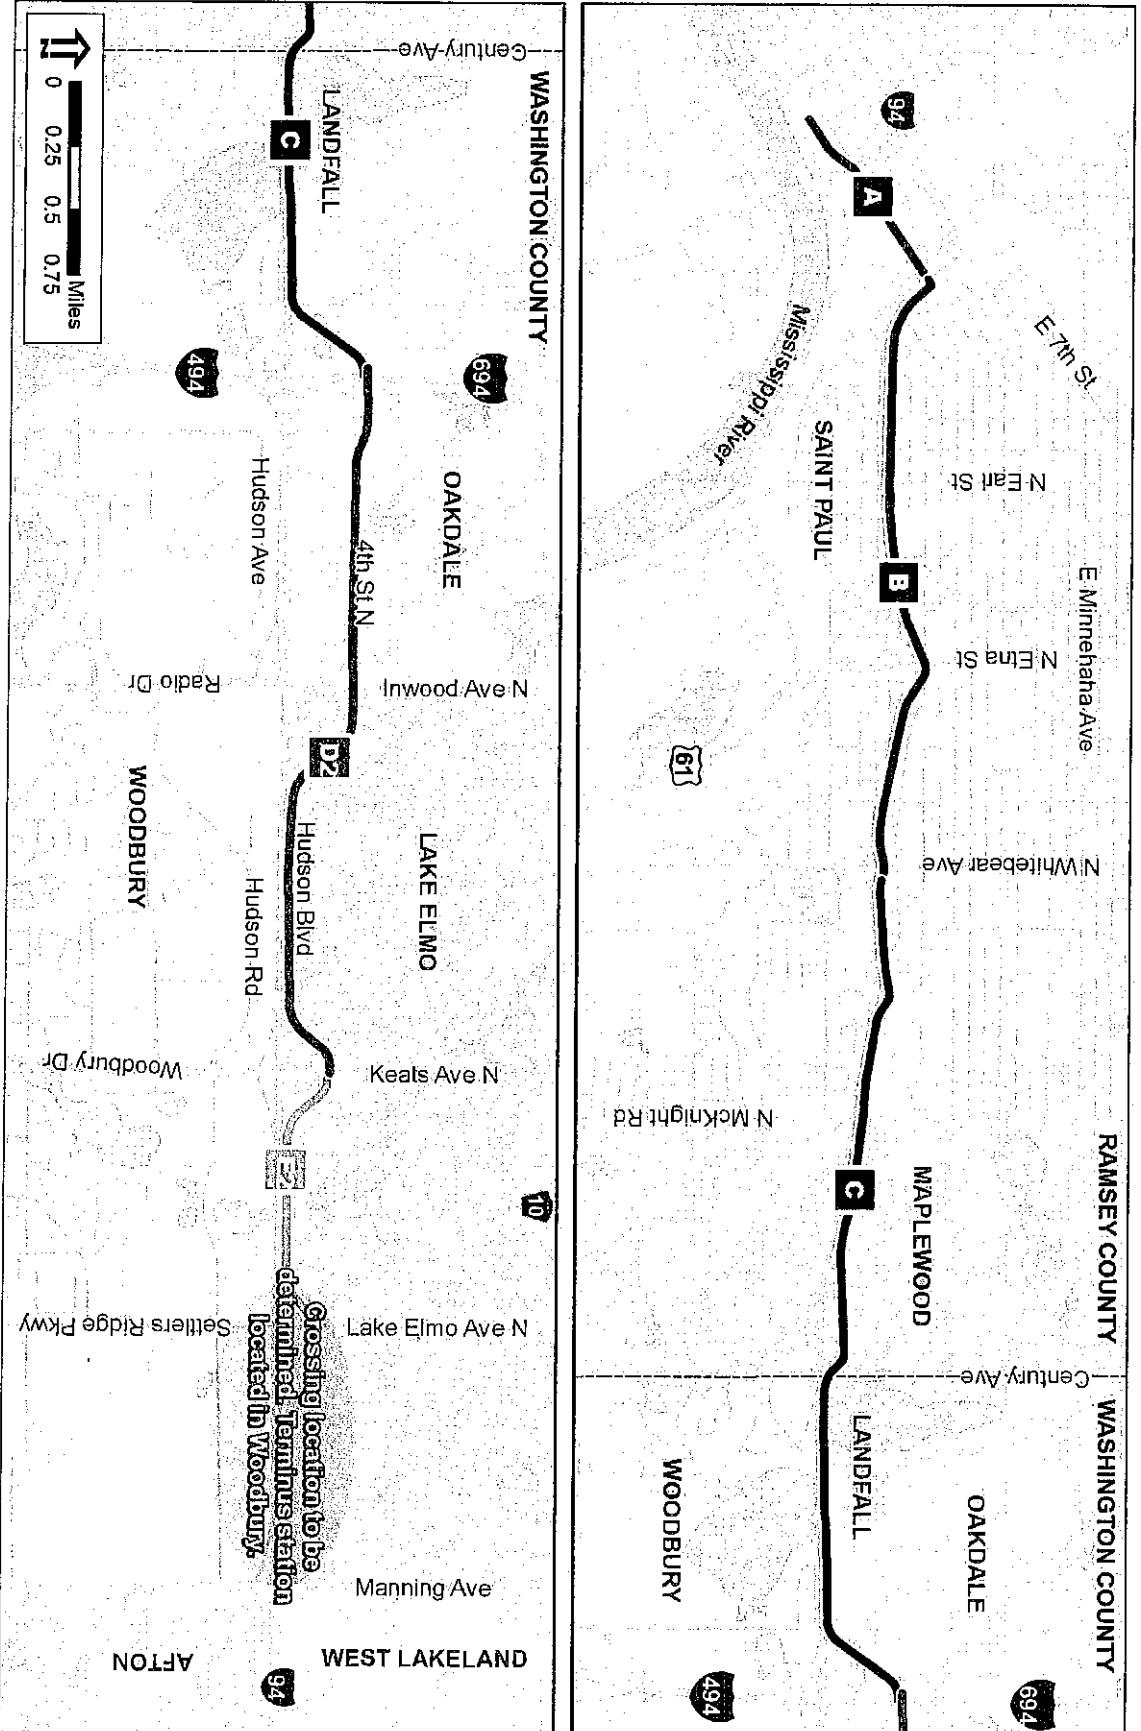 94
A
E 7th St
Mississippi River
SAINT PAUL
N Earl St
B
E Minnehaha Ave
N Etna St
61
N Whitebear Ave
RAMSEY COUNTY
N McKnight Rd
C
MAPLEWOOD
Century Ave
WASHINGTON COUNTY
LANDFALL
WOODBURY
OAKDALE
494
694
WASHINGTON COUNTY
Century Ave
LANDFALL
C
N
0 0.25 0.5 0.75
Miles
694
494
OAKDALE
Hudson Ave
4th St N
Inwood Ave N
Radio Dr
D2
WOODBURY
LAKE ELMO
Hudson Blvd
Hudson Rd
Keats Ave N
Woodbury Dr
E2
10
Lake Elmo Ave N
Settlers Ridge Pkwy
Crossing location to be
determined. Terminus station
located in Woodbury.
Manning Ave
WEST LAKELAND
AFTON
94